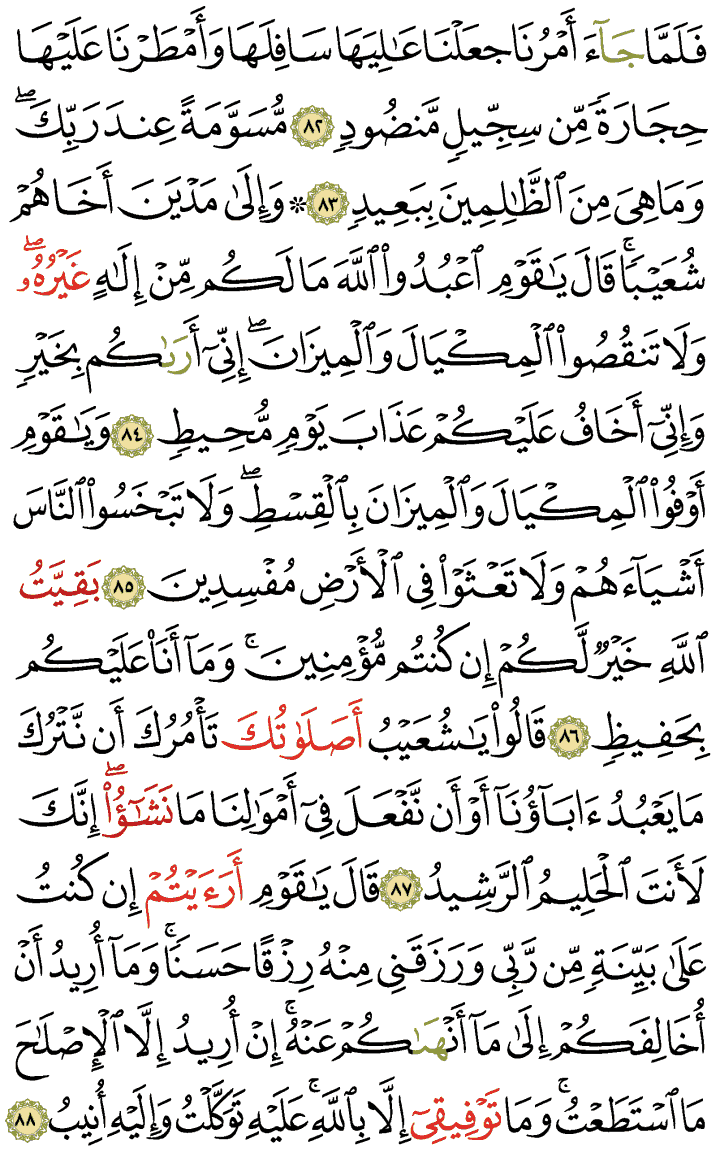 فَلَمَّا جَآءَ أَمْرُنَا جَعَلْنَا عَٰلِيَهَا سَافِلَهَا وَأَمْطَرْنَا عَلَيْهَا
حِجَارَةً مِّن سِجِّيلٍ مَّنضُودٍ ٨٢ مُّسَوَّمَةً عِندَ رَبِّكَۖ
وَمَا هِيَ مِنَ ٱلظَّٰلِمِينَ بِبَعِيدٍ ٨٣ ۞ وَإِلَىٰ مَدْيَنَ أَخَاهُمْ
شُعَيْبًاۚ قَالَ يَٰقَوْمِ ٱعْبُدُوا۟ ٱللَّهَ مَا لَكُم مِّنْ إِلَٰهٍ غَيْرُهُۥۖ
وَلَا تَنقُصُوا۟ ٱلْمِكْيَالَ وَٱلْمِيزَانَۖ إِنِّىٓ أَرَىٰكُم بِخَيْرٍ
وَإِنِّىٓ أَخَافُ عَلَيْكُمْ عَذَابَ يَوْمٍ مُّحِيطٍ ٨٤ وَيَٰقَوْمِ
أَوْفُوا۟ ٱلْمِكْيَالَ وَٱلْمِيزَانَ بِٱلْقِسْطِۖ وَلَا تَبْخَسُوا۟ ٱلنَّاسَ
أَشْيَآءَهُمْ وَلَا تَعْثَوْا۟ فِى ٱلْأَرْضِ مُفْسِدِينَ ٨٥ بَقِيَّتُ
ٱللَّهِ خَيْرٌ لَّكُمْ إِن كُنتُم مُّؤْمِنِينَۚ وَمَآ أَنَا۠ عَلَيْكُم
بِحَفِيظٍ ٨٦ قَالُوا۟ يَٰشُعَيْبُ أَصَلَوَٰتُكَ تَأْمُرُكَ أَن نَّتْرُكَ
مَا يَعْبُدُ ءَابَآؤُنَآ أَوْ أَن نَّفْعَلَ فِىٓ أَمْوَٰلِنَا مَا نَشَٰٓؤُا۟ۖ إِنَّكَ
لَأَنتَ ٱلْحَلِيمُ ٱلرَّشِيدُ ٨٧ قَالَ يَٰقَوْمِ أَرَءَيْتُمْ إِن كُنتُ
عَلَىٰ بَيِّنَةٍ مِّن رَّبِّى وَرَزَقَنِى مِنْهُ رِزْقًا حَسَنًاۚ وَمَآ أُرِيدُ أَنْ
أُخَالِفَكُمْ إِلَىٰ مَآ أَنْهَىٰكُمْ عَنْهُۚ إِنْ أُرِيدُ إِلَّا ٱلْإِصْلَٰحَ
مَا ٱسْتَطَعْتُۚ وَمَا تَوْفِيقِىٓ إِلَّا بِٱللَّهِۚ عَلَيْهِ تَوَكَّلْتُ وَإِلَيْهِ أُنِيبُ ٨٨